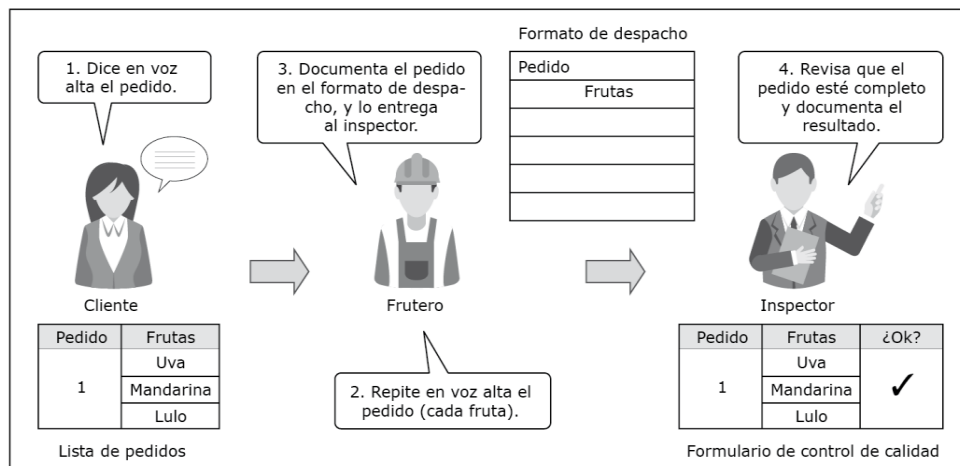 Formato de despacho
1. Dice en voz
alta el pedido.
3. Documenta el pedido
en el formato de despa-
cho, y lo entrega
al inspector.
Pedido
Frutas
4. Revisa que el
pedido esté completo
y documenta el
resultado.
Cliente
Frutero
Inspector
Pedido Frutas
Uva
1 Mandarina
Lulo
Lista de pedidos
2. Repite en voz alta el
pedido (cada fruta).
Pedido Frutas ¿Ok?
Uva
1 Mandarina ✓
Lulo
Formulario de control de calidad